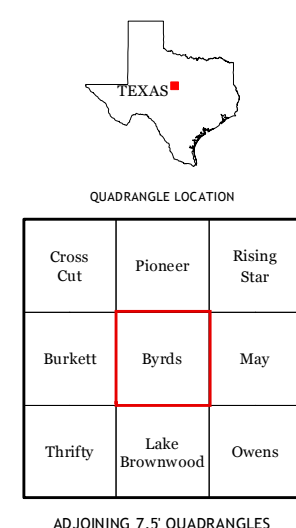 TEXAS
QUADRANGLE LOCATION
Cross
Cut
Pioneer
Rising
Star
Burkett
Byrds
May
Thrifty
Lake
Brownwood
Owens
ADJOINING 7.5' QUADRANGLES